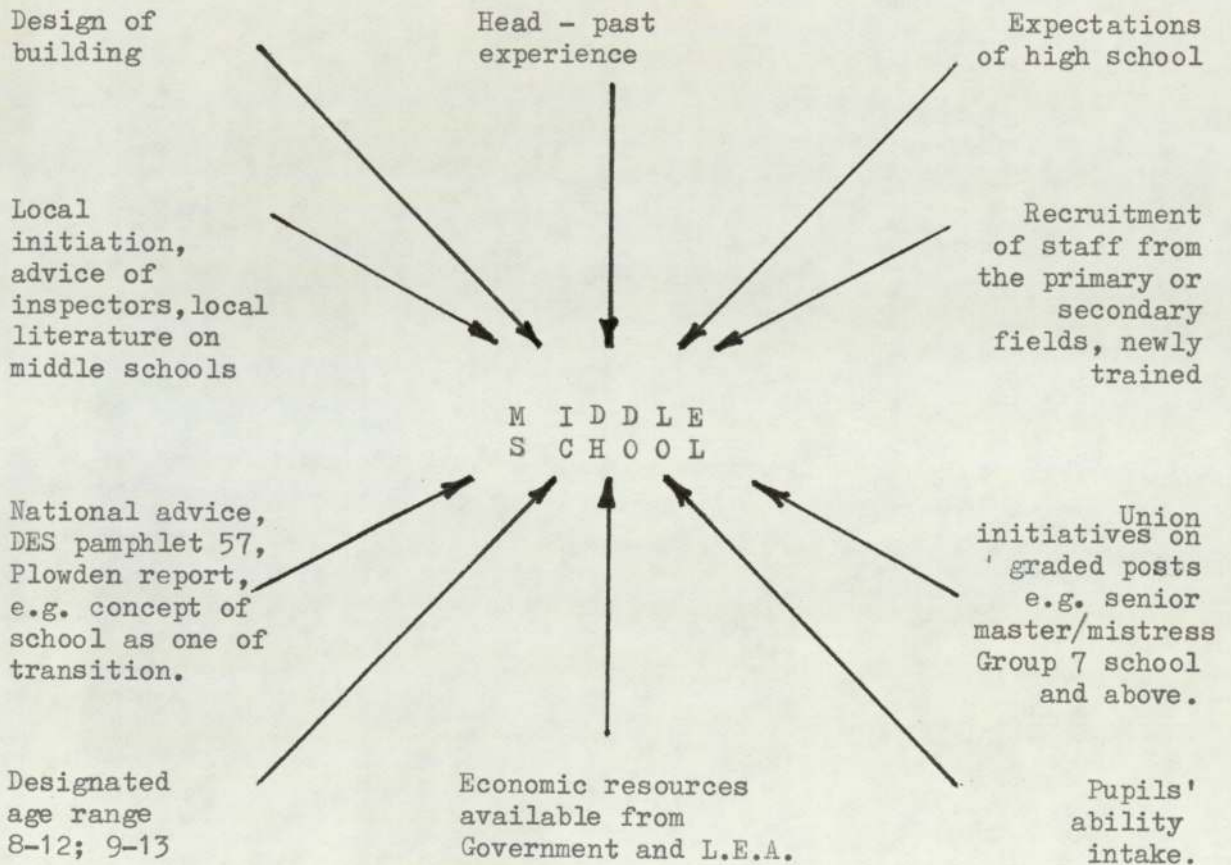 Design of
building
Head - past
experience
Expectations
of high school
Local
initiation,
advice of
inspectors, local
literature on
middle schools
Recruitment
of staff from
the primary or
secondary
fields, newly
trained
M I D D L E
S C H O O L
National advice,
DES pamphlet 57,
Plowden report,
e.g. concept of
school as one of
transition.
Union
initiatives on
' graded posts
e.g. senior
master/mistress
Group 7 school
and above.
Designated
age range
8-12; 9-13
Economic resources
available from
Government and L.E.A.
Pupils'
ability
intake.